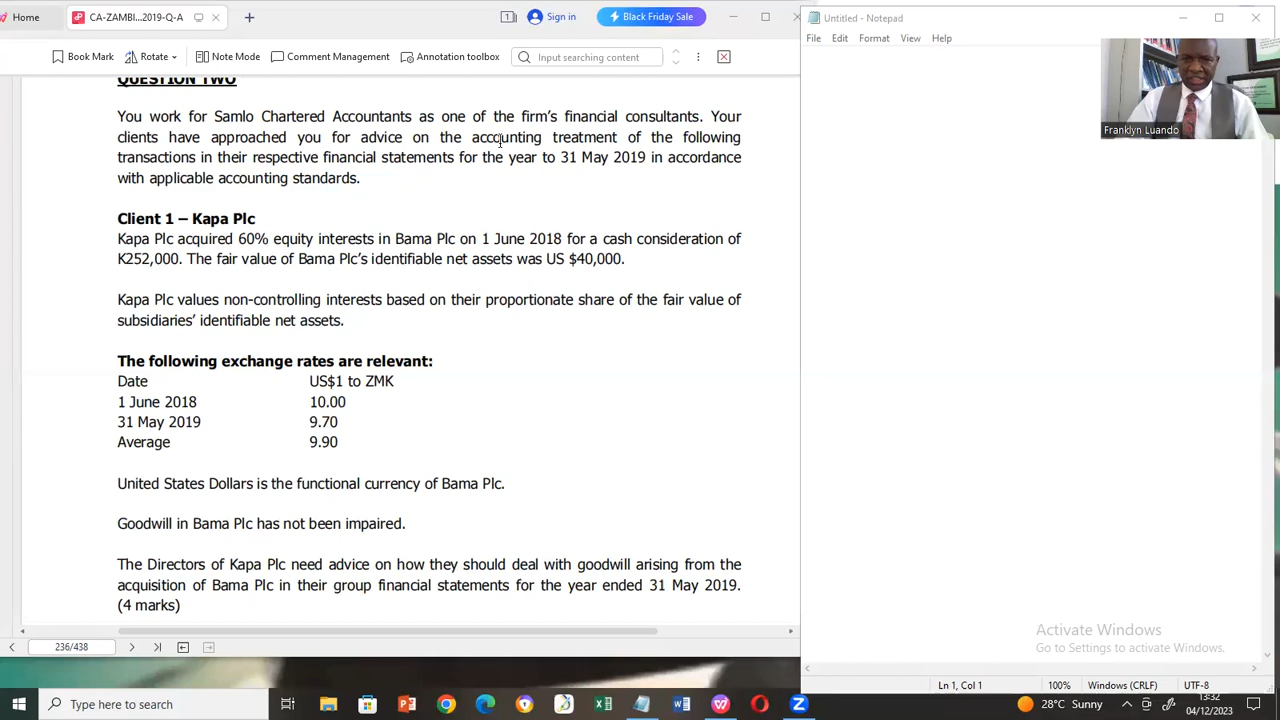 Home
CA-ZAMBI...2019-Q-A
Sign in
Black Friday Sale
Untitled - Notepad
File Edit Format View Help
Book Mark Rotate Note Mode Comment Management Annotation toolbox Input searching content
QUESTION TWO
You work for Samlo Chartered Accountants as one of the firm's financial consultants. Your
clients have approached you for advice on the accounting treatment of the following
transactions in their respective financial statements for the year to 31 May 2019 in accordance
with applicable accounting standards.
Client 1 – Kapa Plc
Kapa Plc acquired 60% equity interests in Bama Plc on 1 June 2018 for a cash consideration of
K252,000. The fair value of Bama Plc's identifiable net assets was US $40,000.
Kapa Plc values non-controlling interests based on their proportionate share of the fair value of
subsidiaries' identifiable net assets.
The following exchange rates are relevant:
Date US$1 to ZMK
1 June 2018 10.00
31 May 2019 9.70
Average 9.90
United States Dollars is the functional currency of Bama Plc.
Goodwill in Bama Plc has not been impaired.
The Directors of Kapa Plc need advice on how they should deal with goodwill arising from the
acquisition of Bama Plc in their group financial statements for the year ended 31 May 2019.
(4 marks)
236/438
Franklyn Luando
Activate Windows
Go to Settings to activate Windows.
Ln 1, Col 1 100% Windows (CRLF) UTF-8
Type here to search
28°C Sunny
13:32
04/12/2023